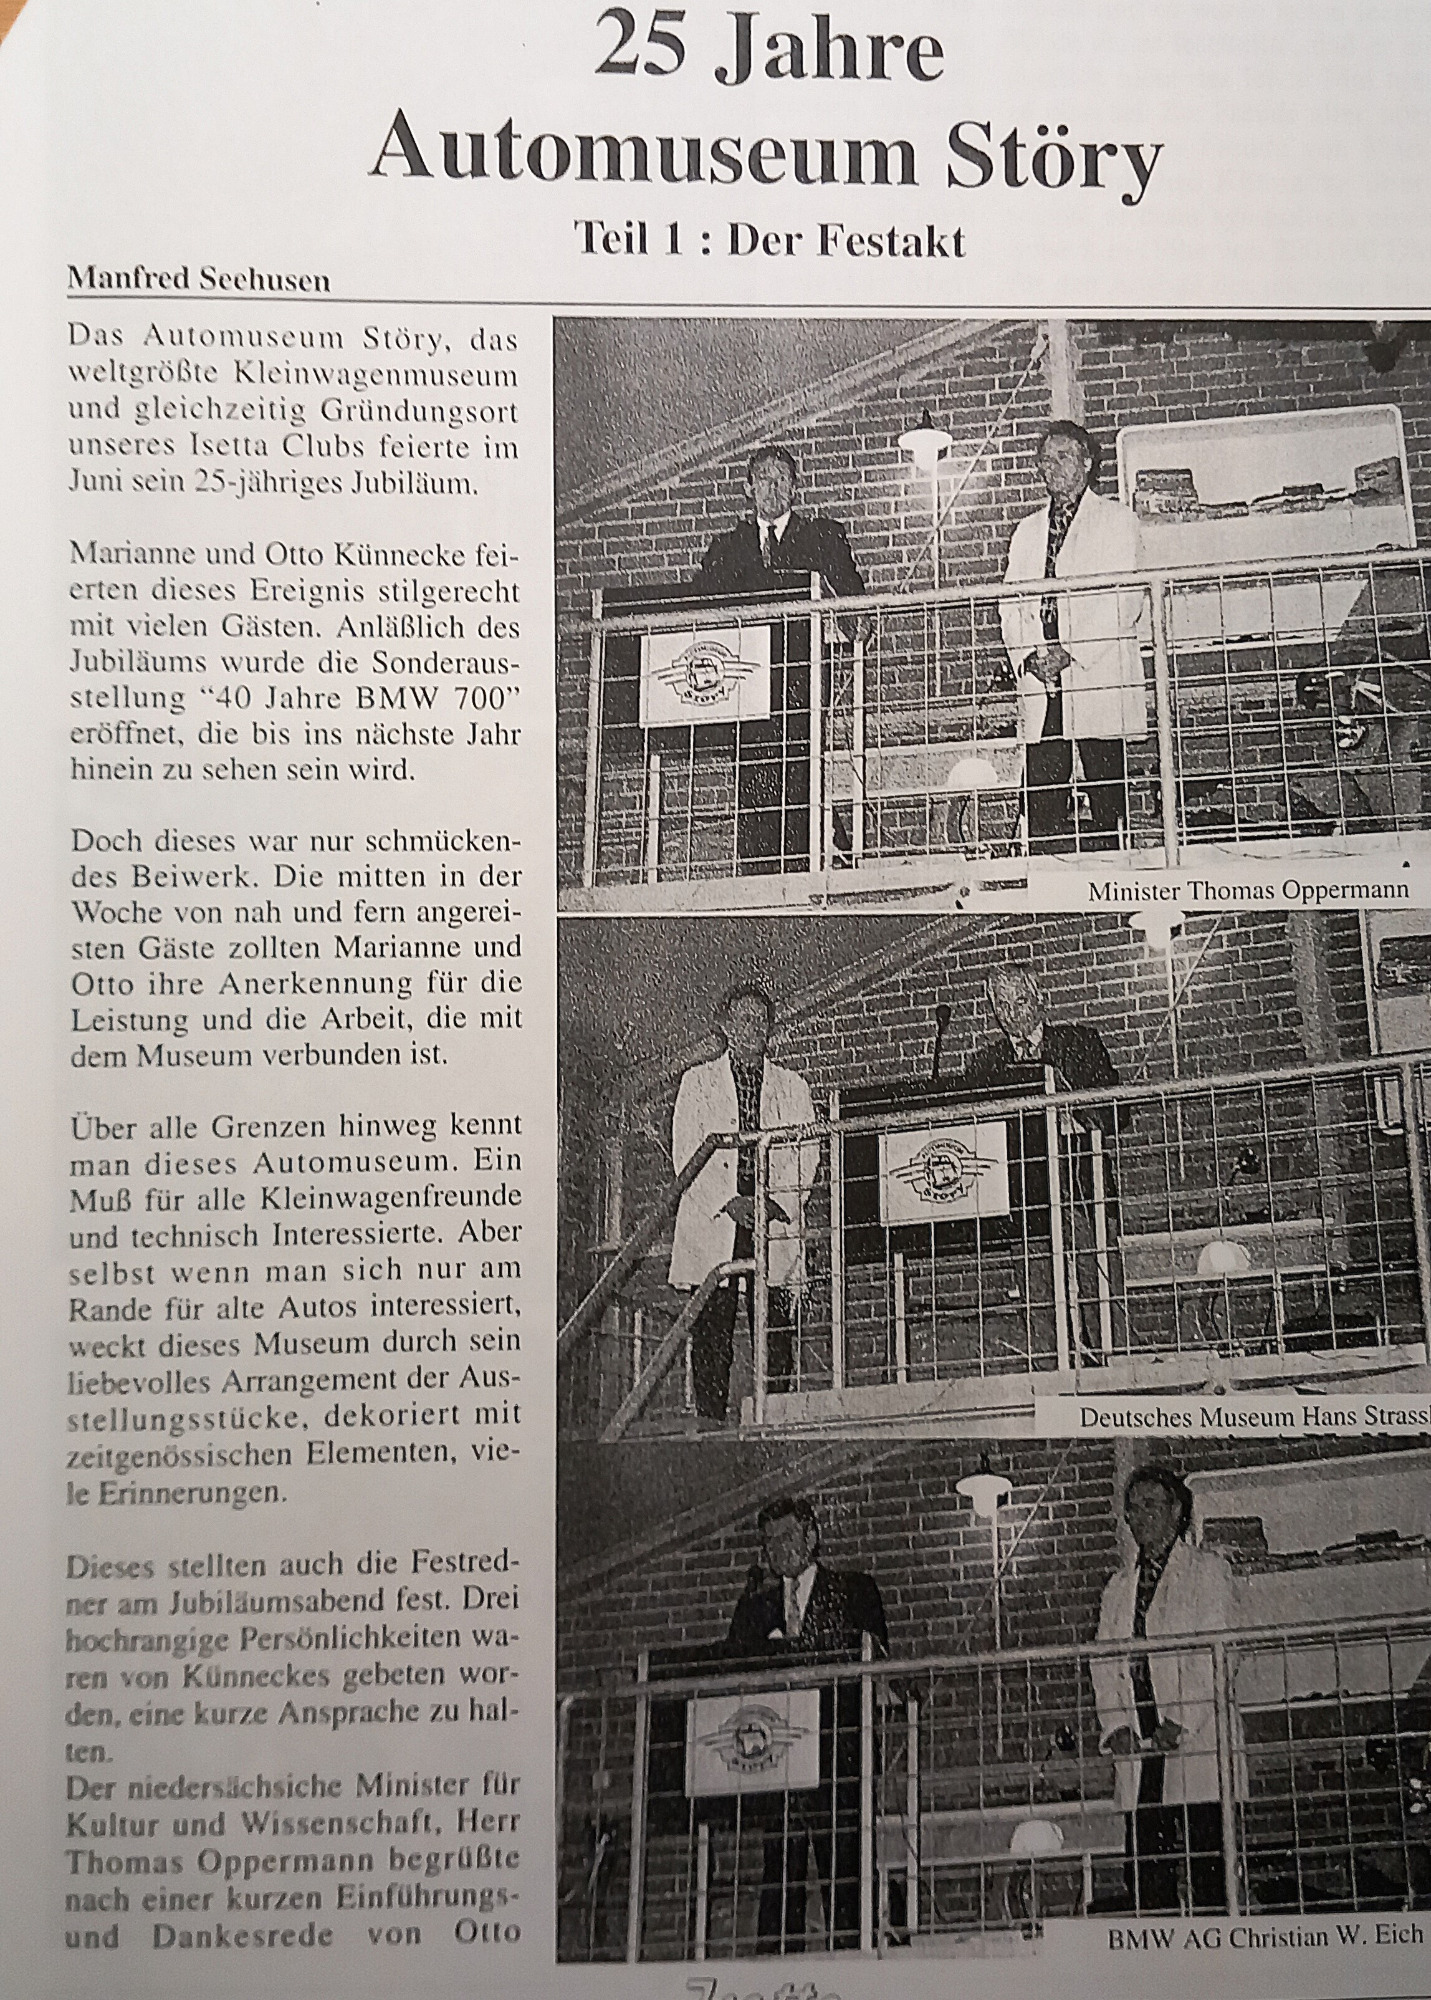 25 Jahre
Automuseum Störy
Teil 1 : Der Festakt
Manfred Seehusen
Das Automuseum Störy, das
weltgrößte Kleinwagenmuseum
und gleichzeitig Gründungsort
unseres Isetta Clubs feierte im
Juni sein 25-jähriges Jubiläum.
Marianne und Otto Künnecke fei-
erten dieses Ereignis stilgerecht
mit vielen Gästen. Anläßlich des
Jubiläums wurde die Sonderaus-
stellung “40 Jahre BMW 700”
eröffnet, die bis ins nächste Jahr
hinein zu sehen sein wird.
Doch dieses war nur schmücken-
des Beiwerk. Die mitten in der
Woche von nah und fern angerei-
sten Gäste zollten Marianne und
Otto ihre Anerkennung für die
Leistung und die Arbeit, die mit
dem Museum verbunden ist.
Über alle Grenzen hinweg kennt
man dieses Automuseum. Ein
Muß für alle Kleinwagenfreunde
und technisch Interessierte. Aber
selbst wenn man sich nur am
Rande für alte Autos interessiert,
weckt dieses Museum durch sein
liebevolles Arrangement der Aus-
stellungsstücke, dekoriert mit
zeitgenössischen Elementen, vie-
le Erinnerungen.
Dieses stellten auch die Festred-
ner am Jubiläumsabend fest. Drei
hochrangige Persönlichkeiten wa-
ren von Künneckes gebeten wor-
den, eine kurze Ansprache zu hal-
ten.
Der niedersächsiche Minister für
Kultur und Wissenschaft, Herr
Thomas Oppermann begrüßte
nach einer kurzen Einführungs-
und Dankesrede von Otto
STÖRY
Minister Thomas Oppermann
STÖRY
Deutsches Museum Hans
STÖRY
BMW AG Christian W. Eich